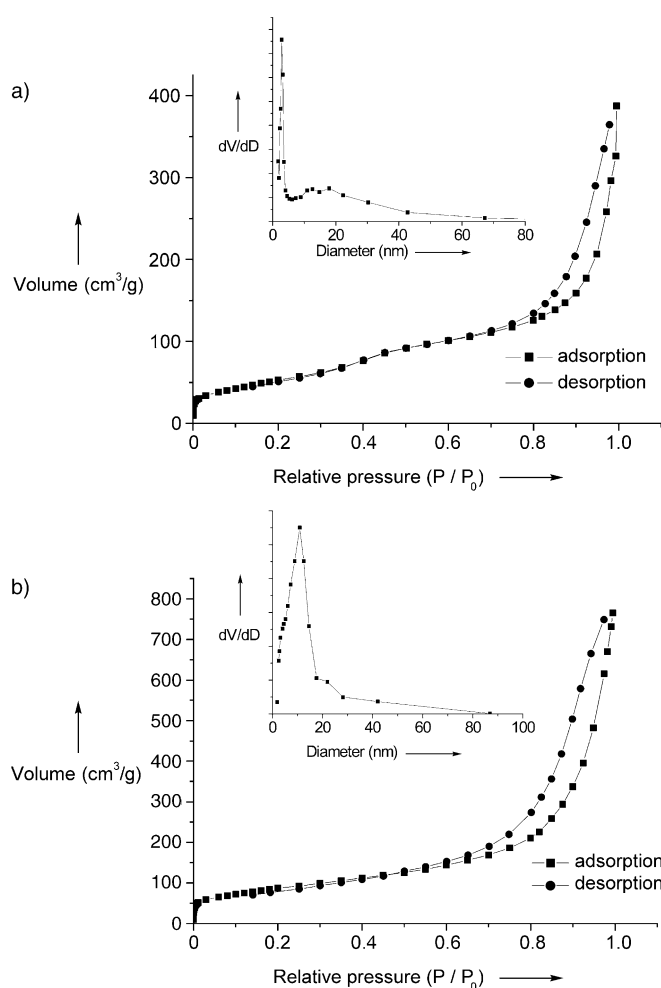 a)
dV/dD
0 20 40 60 80
Diameter (nm)
400
300
200
100
0
Volume (cm³/g)
adsorption
desorption
0 0.2 0.4 0.6 0.8 1.0
Relative pressure (P / P₀)
b)
dV/dD
0 20 40 60 80 100
Diameter (nm)
800
700
600
500
400
300
200
100
0
Volume (cm³/g)
adsorption
desorption
0 0.2 0.4 0.6 0.8 1.0
Relative pressure (P / P₀)